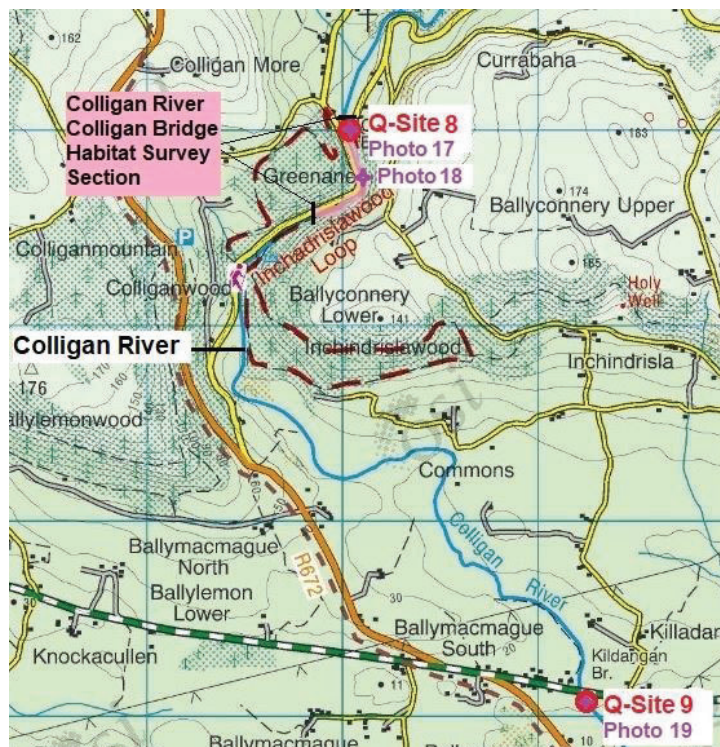 162
Colligan More
Currabaha
Colligan River
Colligan Bridge
Habitat Survey
Section
Q-Site 8
Photo 17
183
Greenane
Photo 18
174
Ballyconnery Upper
Inchadrislawood
Loop
Colliganmountain
P
Colliganwood
185
Holy
Well
Ballyconnery
Lower
141
Colligan River
Inchindrislawood
Inchindrisla
176
170
160
150
allylemonwood
Commons
Colligan
River
Ballymacmague
North
R672
Ballylemon
Lower
30
30
Ballymacmague
South
20
Killadan
Kildangan
Br.
Knockacullen
11
Q-Site 9
Photo 19
10
Ballymacmague